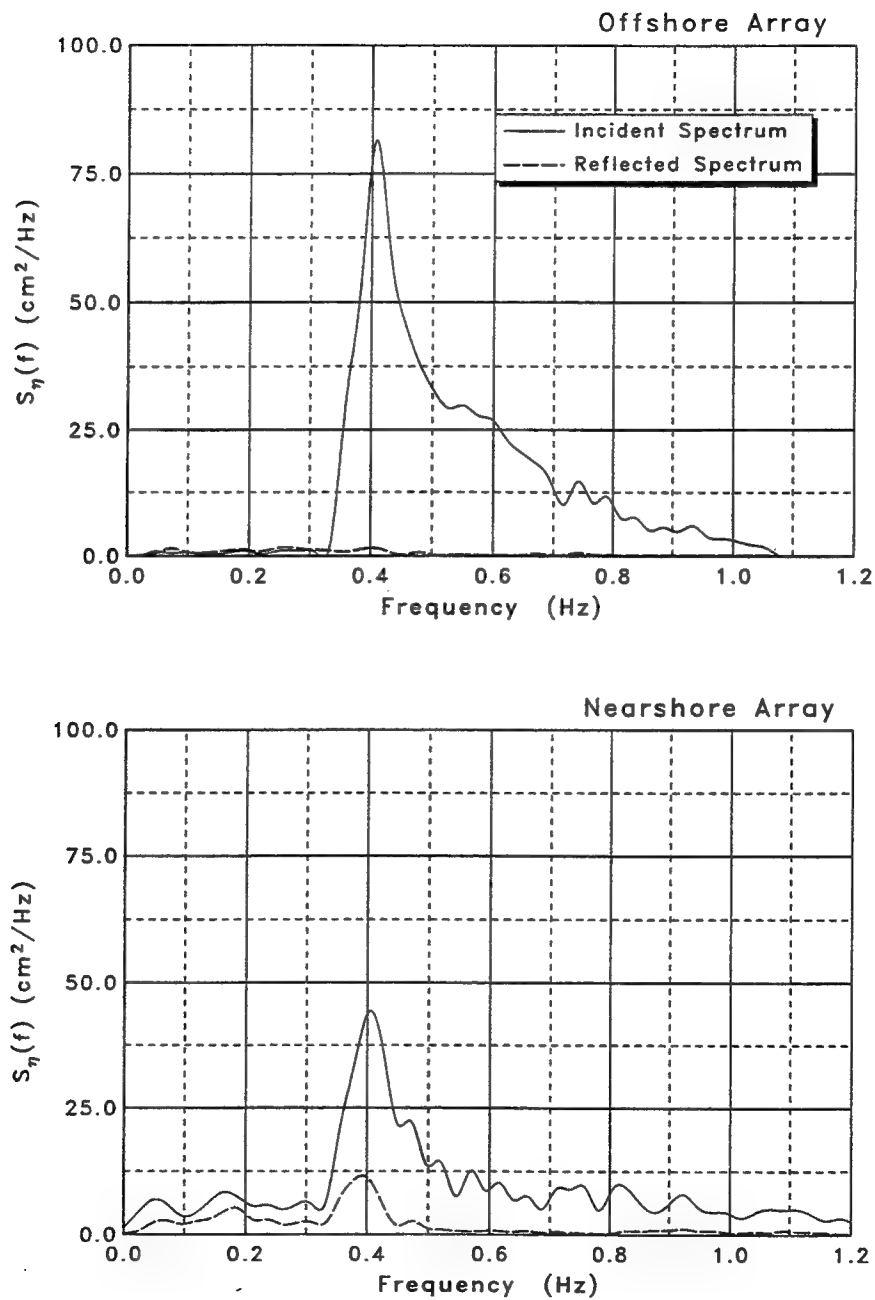 Offshore Array
100.0
75.0
50.0
25.0
0.0
Incident Spectrum
Reflected Spectrum
0.0 0.2 0.4 0.6 0.8 1.0 1.2
Frequency (Hz)
Sη(f) (cm²/Hz)
Nearshore Array
100.0
75.0
50.0
25.0
0.0
0.0 0.2 0.4 0.6 0.8 1.0 1.2
Frequency (Hz)
Sη(f) (cm²/Hz)